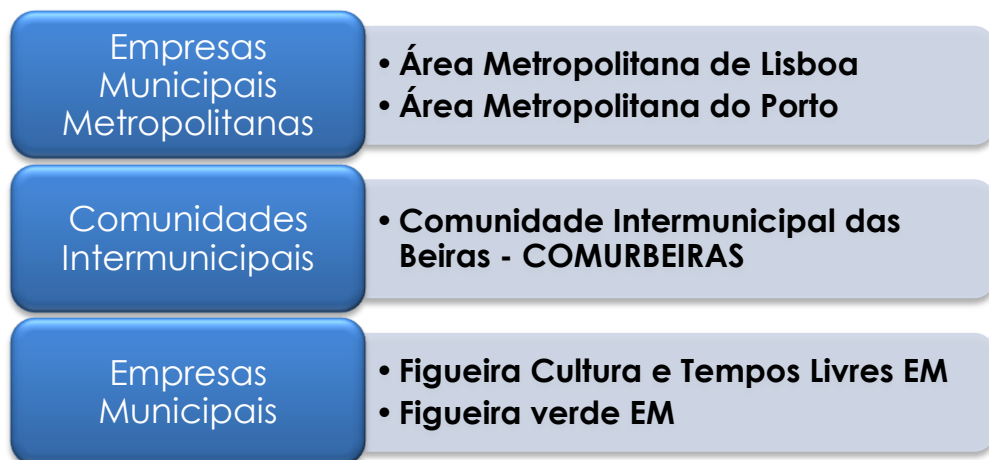 Empresas
Municipais
Metropolitanas
• Área Metropolitana de Lisboa
• Área Metropolitana do Porto
Comunidades
Intermunicipais
• Comunidade Intermunicipal das
Beiras - COMURBEIRAS
Empresas
Municipais
• Figueira Cultura e Tempos Livres EM
• Figueira verde EM